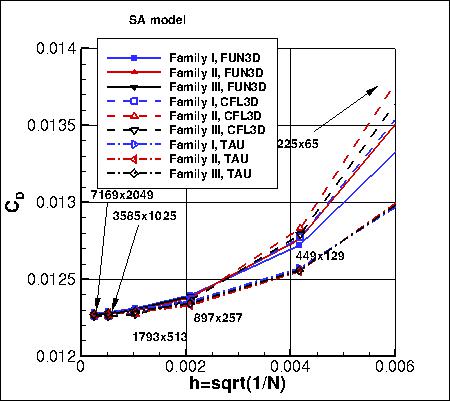 SA model
0.014
Family I, FUN3D
Family II, FUN3D
Family III, FUN3D
Family I, CFL3D
Family II, CFL3D
Family III, CFL3D
Family I, TAU
Family II, TAU
Family III, TAU
0.0135
225x65
7169x2049
0.013
3585x1025
CD
449x129
0.0125
897x257
1793x513
0.012
0
0.002
0.004
0.006
h=sqrt(1/N)